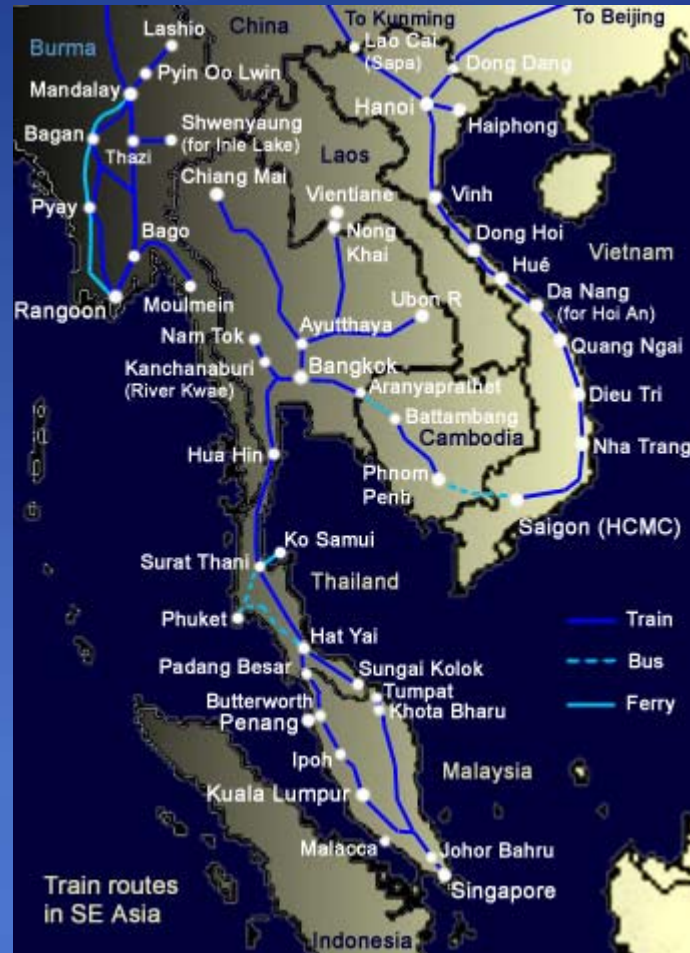 To Kunming
To Beijing
Lashio
China
Burma
Lao Cai
(Sapa)
Dong Dang
Pyin Oo Lwin
Mandalay
Hanoi
Haiphong
Bagan
Shwenyaung
(for Inle Lake)
Thazi
Laos
Chiang Mai
Vientiane
Vinh
Pyay
Nong
Khai
Bago
Dong Hoi
Vietnam
Hué
Rangoon
Moulmein
Ubon R
Da Nang
(for Hoi An)
Nam Tok
Ayutthaya
Quang Ngai
Kanchanaburi
(River Kwae)
Bangkok
Aranyaprathet
Dieu Tri
Battambang
Cambodia
Nha Trang
Hua Hin
Phnom
Penh
Saigon (HCMC)
Ko Samui
Surat Thani
Thailand
Phuket
Train
Hat Yai
Padang Besar
Sungai Kolok
Bus
Tumpat
Butterworth
Khota Bharu
Ferry
Penang
Ipoh
Malaysia
Kuala Lumpur
Malacca
Johor Bahru
Train routes
in SE Asia
Singapore
Indonesia